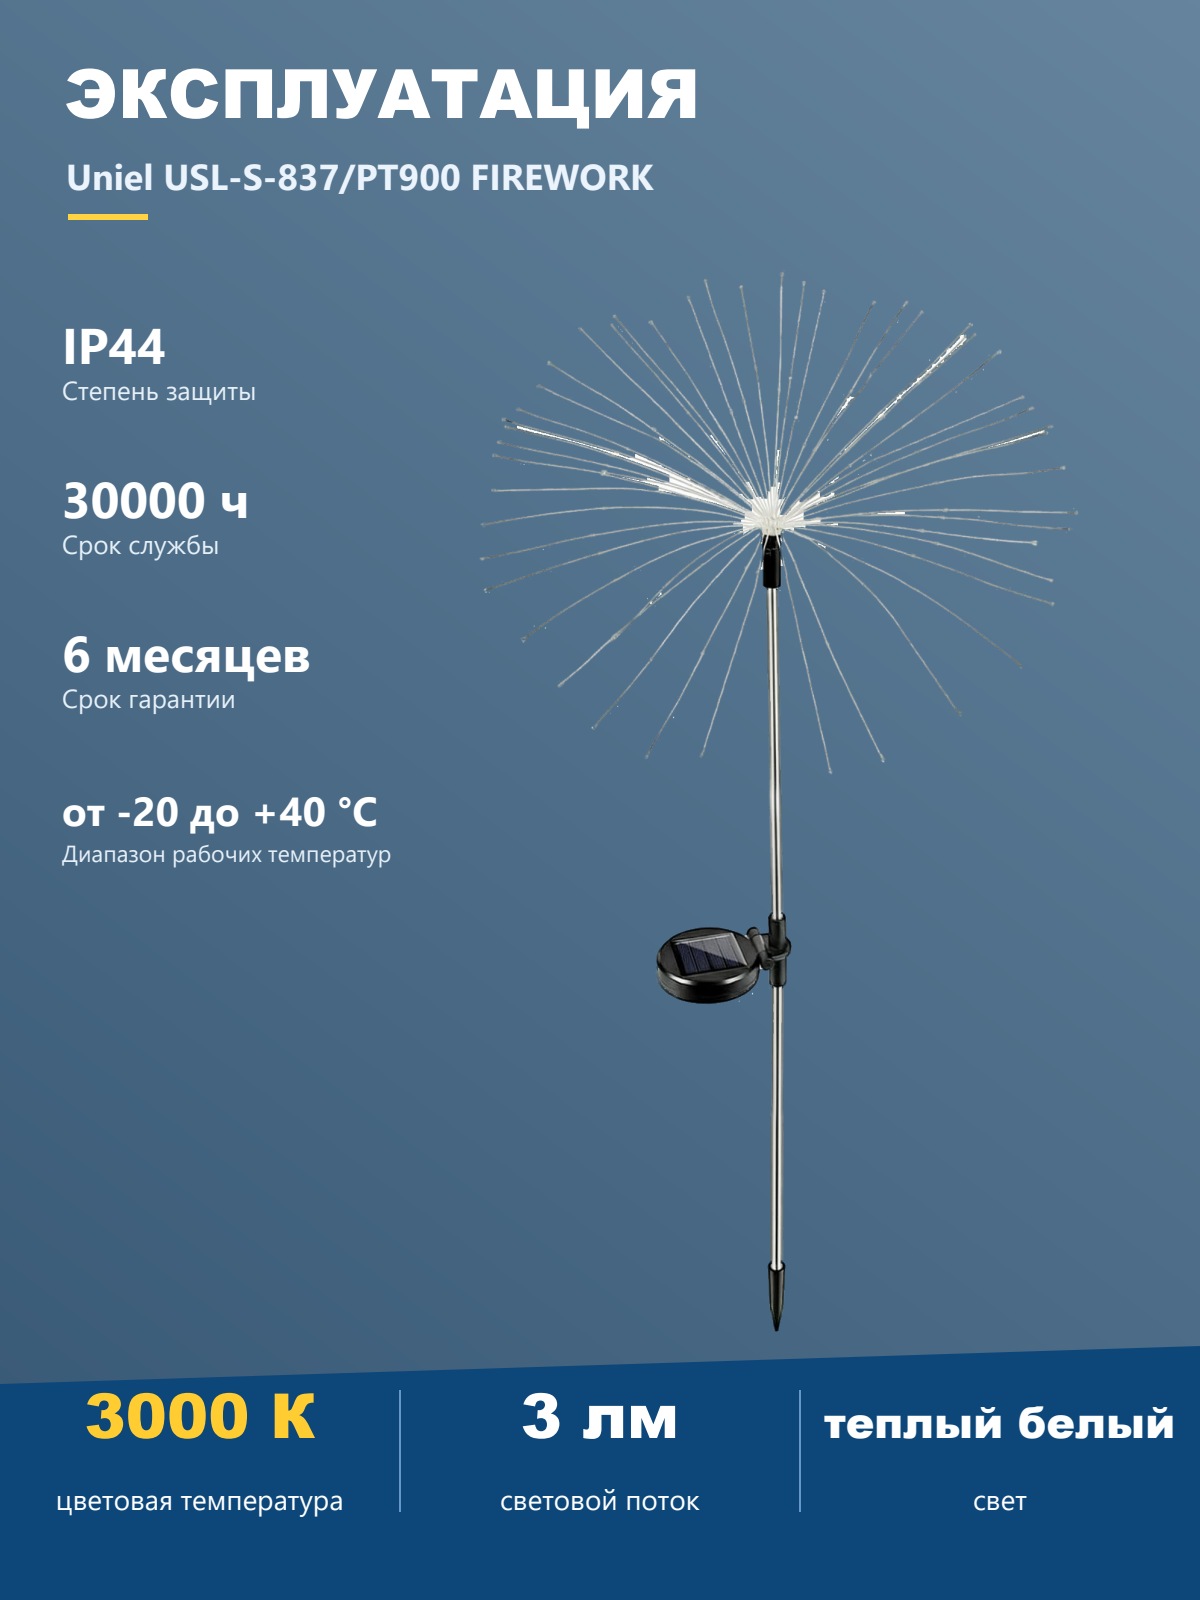 ЭКСПЛУАТАЦИЯ
Uniel USL-S-837/PT900 FIREWORK
IP44
Степень защиты
30000 ч
Срок службы
6 месяцев
Срок гарантии
от -20 до +40 °C
Диапазон рабочих температур
3000 К
цветовая температура
3 лм
световой поток
теплый белый
свет